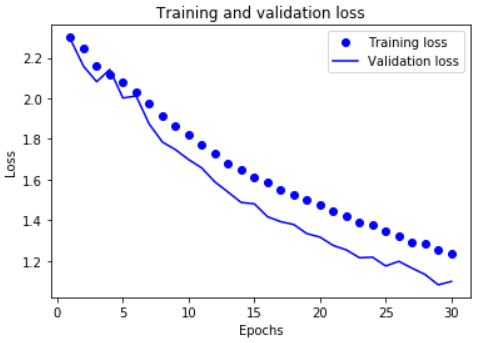 Training and validation loss
Training loss
Validation loss
2.2
2.0
1.8
1.6
1.4
1.2
Loss
0
5
10
15
20
25
30
Epochs